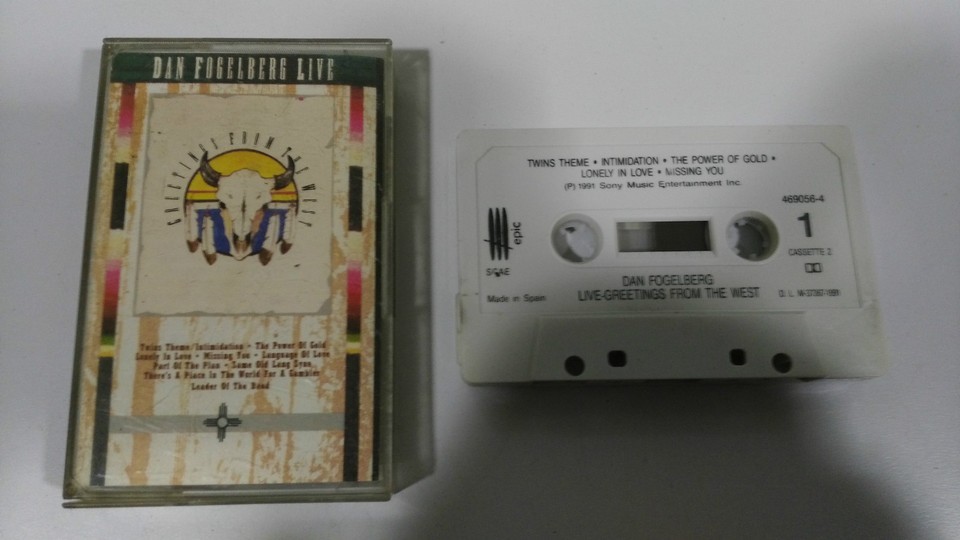 DAN FOGELBERG LIVE
GREETINGS FROM THE WEST
Twins Theme/Intimidation • The Power Of Gold
Lonely In Love • Missing You • Language Of Love
Part Of The Plan • Same Old Lang Syne
There's A Place In The World For A Gambler
Leader Of The Band
TWINS THEME • INTIMIDATION • THE POWER OF GOLD •
LONELY IN LOVE • MISSING YOU
(P) 1991 Sony Music Entertainment Inc.
469056-4
1
CASSETTE 2
epic
SGAE
Made in Spain
DAN FOGELBERG
LIVE-GREETINGS FROM THE WEST
D. L.